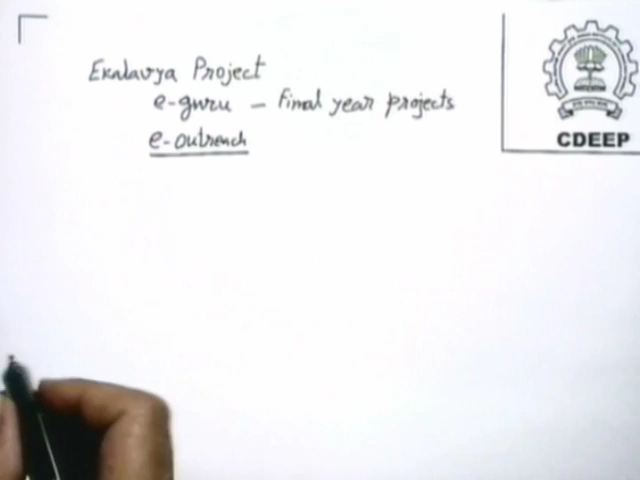 Ekalavya Project
e-guru – Final year projects
e-outreach
CDEEP